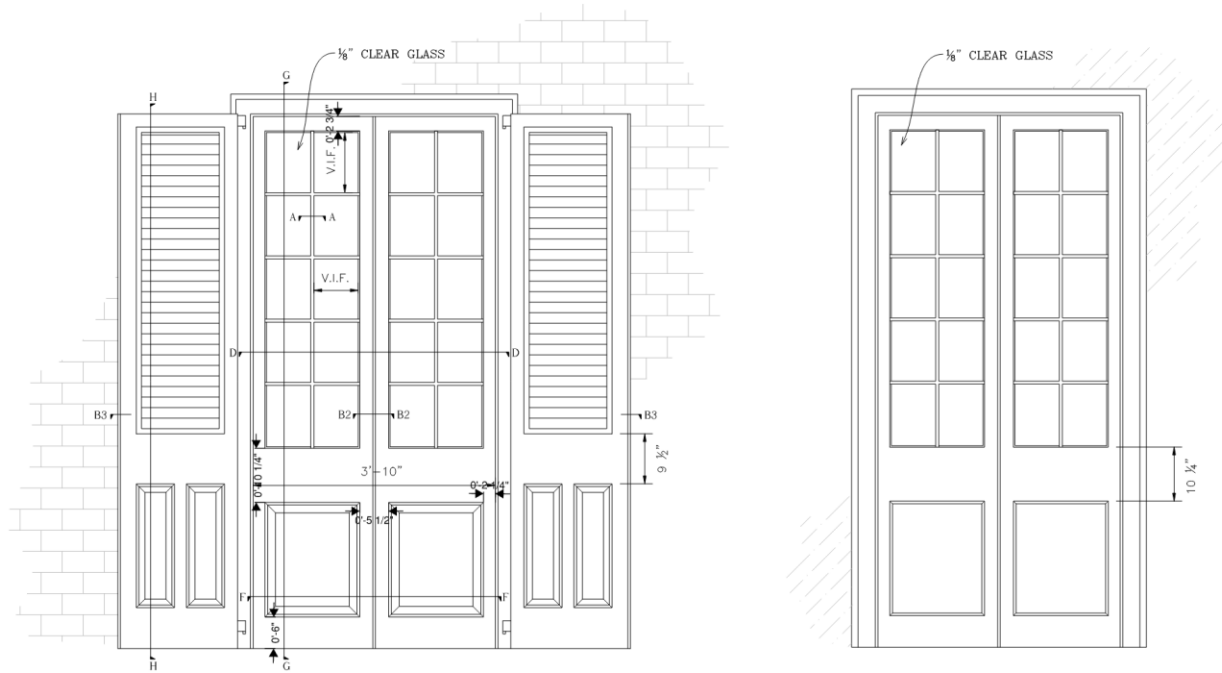 ⅛" CLEAR GLASS
⅛" CLEAR GLASS
G
H
0'-2 3/4"
V.I.F.
A A
V.I.F.
D D
B3 B2 B2 B3
0'-10 1/4"
3'-10"
9 ½"
10 ¼"
0'-2 1/4"
0'-5 1/2"
F F
0'-6"
H G